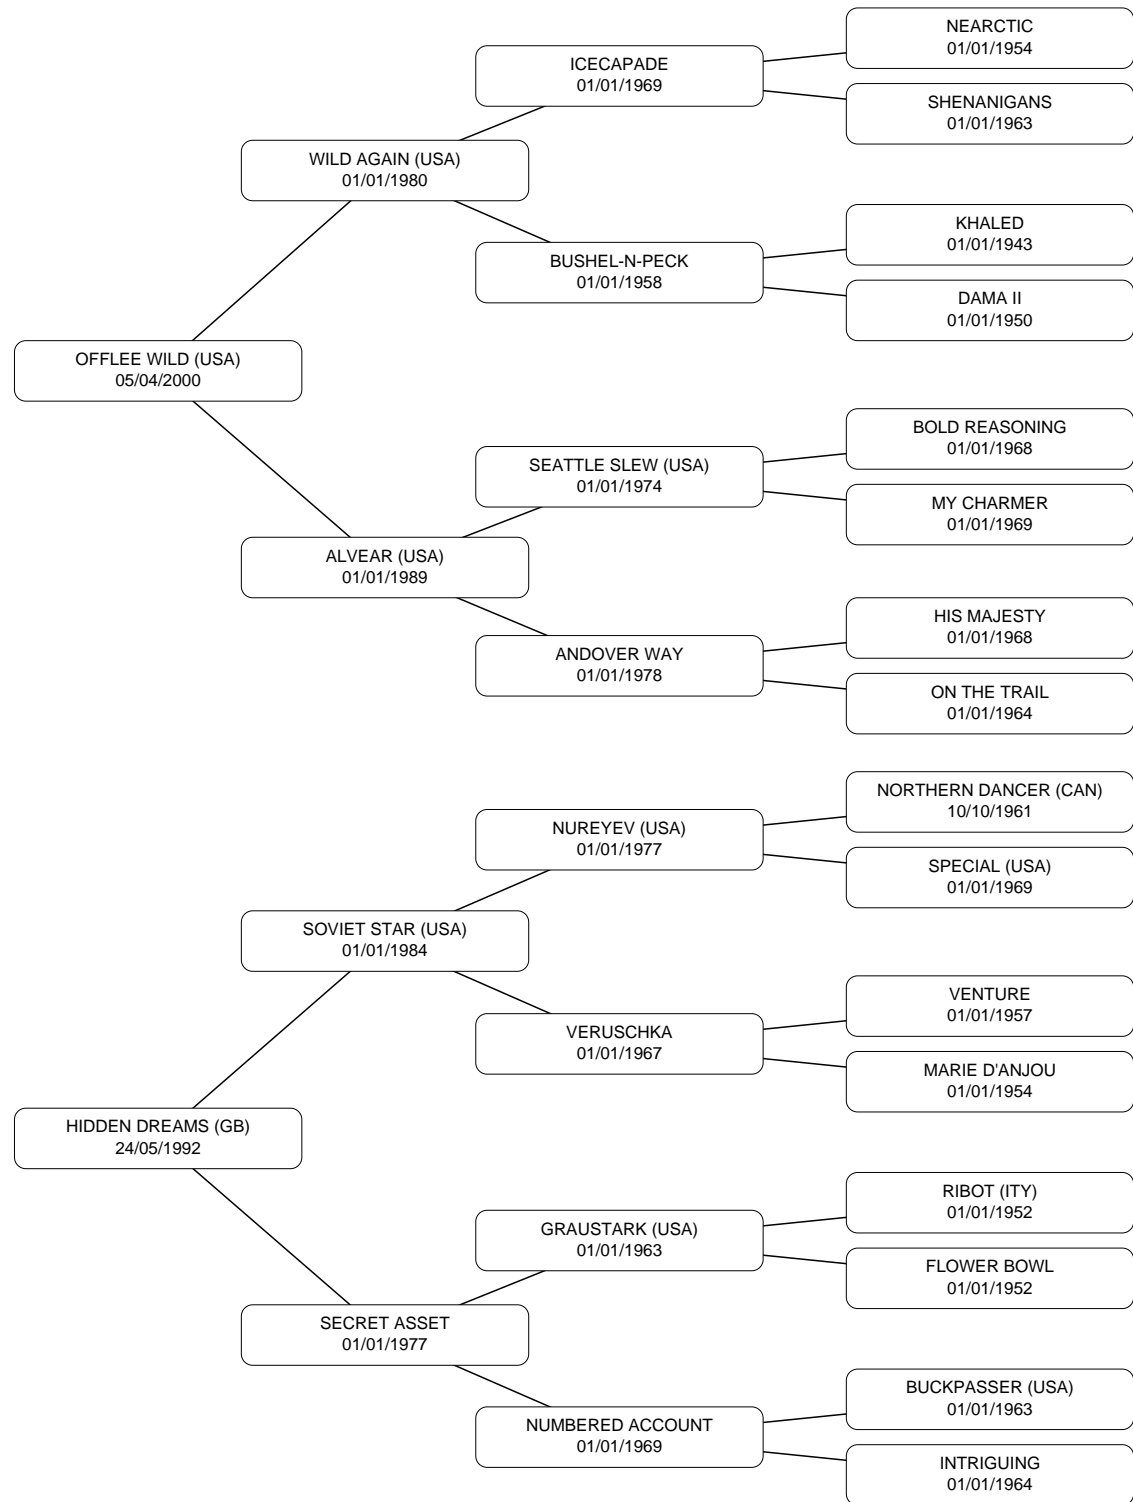 NEARCTIC
01/01/1954
ICECAPADE
01/01/1969
SHENANIGANS
01/01/1963
WILD AGAIN (USA)
01/01/1980
KHALED
01/01/1943
BUSHEL-N-PECK
01/01/1958
DAMA II
01/01/1950
OFFLEE WILD (USA)
05/04/2000
BOLD REASONING
01/01/1968
SEATTLE SLEW (USA)
01/01/1974
MY CHARMER
01/01/1969
ALVEAR (USA)
01/01/1989
HIS MAJESTY
01/01/1968
ANDOVER WAY
01/01/1978
ON THE TRAIL
01/01/1964
NORTHERN DANCER (CAN)
10/10/1961
NUREYEV (USA)
01/01/1977
SPECIAL (USA)
01/01/1969
SOVIET STAR (USA)
01/01/1984
VENTURE
01/01/1957
VERUSCHKA
01/01/1967
MARIE D'ANJOU
01/01/1954
HIDDEN DREAMS (GB)
24/05/1992
RIBOT (ITY)
01/01/1952
GRAUSTARK (USA)
01/01/1963
FLOWER BOWL
01/01/1952
SECRET ASSET
01/01/1977
BUCKPASSER (USA)
01/01/1963
NUMBERED ACCOUNT
01/01/1969
INTRIGUING
01/01/1964